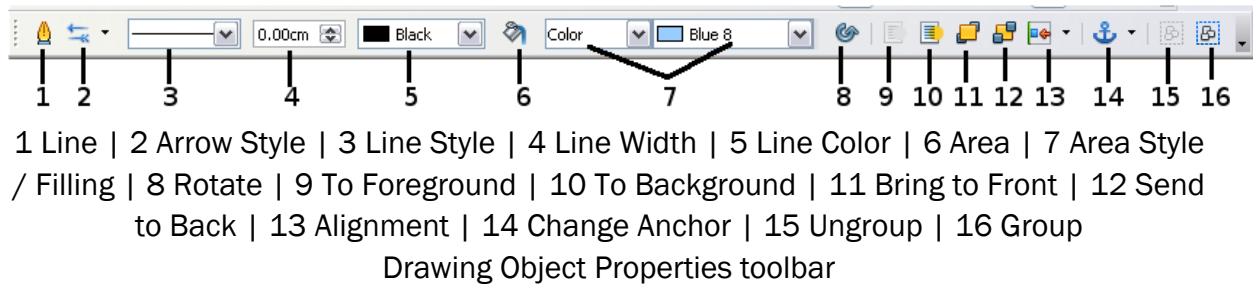 0.00cm Black Color Blue 8
1 2 3 4 5 6 7 8 9 10 11 12 13 14 15 16
1 Line | 2 Arrow Style | 3 Line Style | 4 Line Width | 5 Line Color | 6 Area | 7 Area Style
/ Filling | 8 Rotate | 9 To Foreground | 10 To Background | 11 Bring to Front | 12 Send
to Back | 13 Alignment | 14 Change Anchor | 15 Ungroup | 16 Group
Drawing Object Properties toolbar